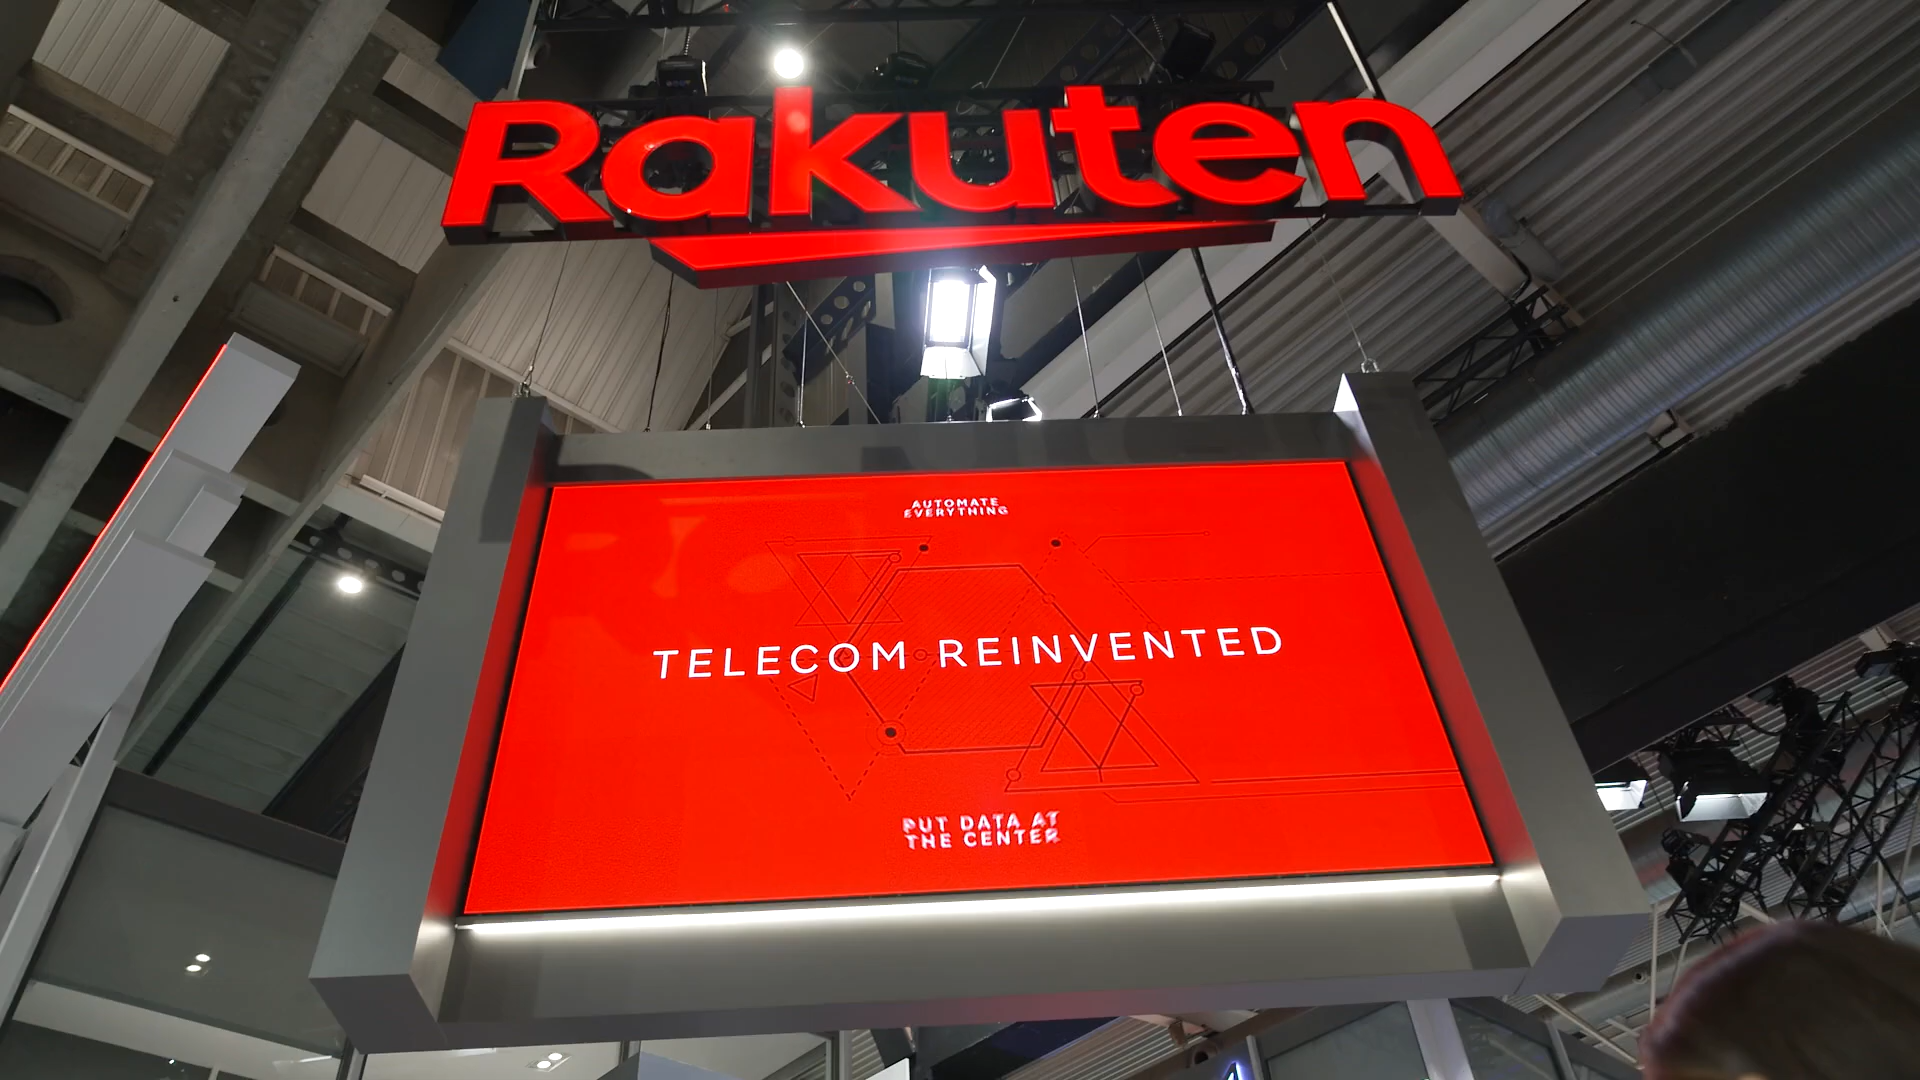 Rakuten
AUTOMATE
EVERYTHING
TELECOM REINVENTED
PUT DATA AT
THE CENTER